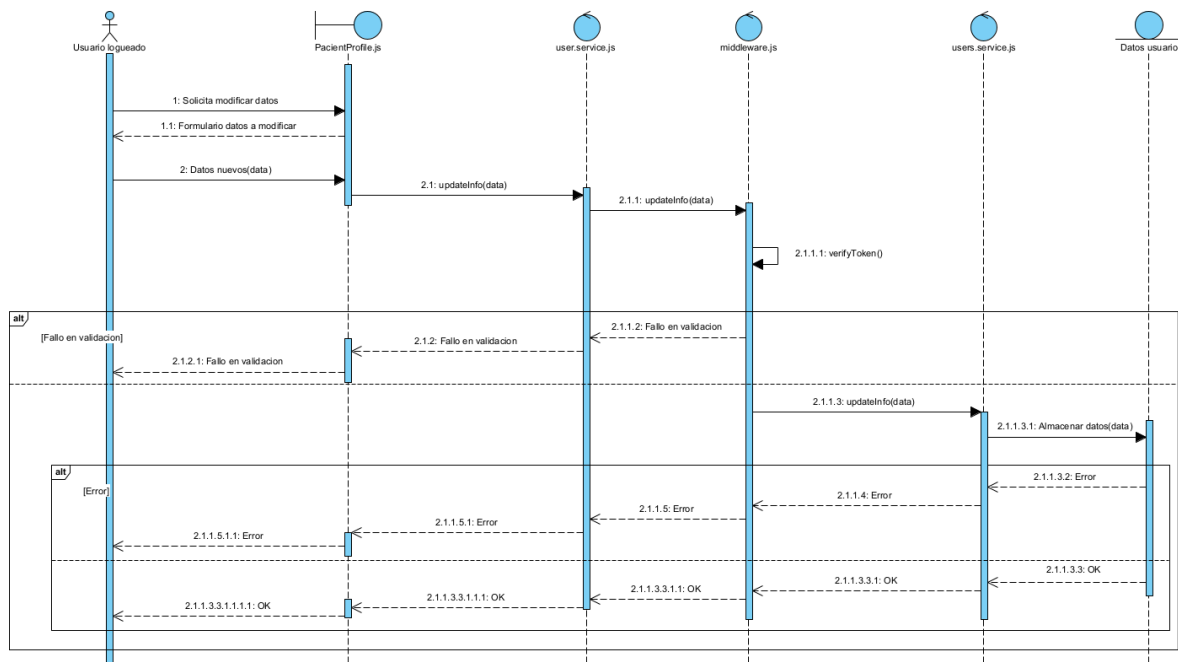 Usuario logueado
PacientProfile.js
user.service.js
middleware.js
users.service.js
Datos usuario
1: Solicita modificar datos
1.1: Formulario datos a modificar
2: Datos nuevos(data)
2.1: updateInfo(data)
2.1.1: updateInfo(data)
2.1.1.1: verifyToken()
alt
[Fallo en validacion]
2.1.1.2: Fallo en validacion
2.1.2: Fallo en validacion
2.1.2.1: Fallo en validacion
2.1.1.3: updateInfo(data)
2.1.1.3.1: Almacenar datos(data)
alt
[Error]
2.1.1.3.2: Error
2.1.1.4: Error
2.1.1.5: Error
2.1.1.5.1: Error
2.1.1.5.1.1: Error
2.1.1.3.3: OK
2.1.1.3.3.1: OK
2.1.1.3.3.1.1: OK
2.1.1.3.3.1.1.1: OK
2.1.1.3.3.1.1.1.1: OK